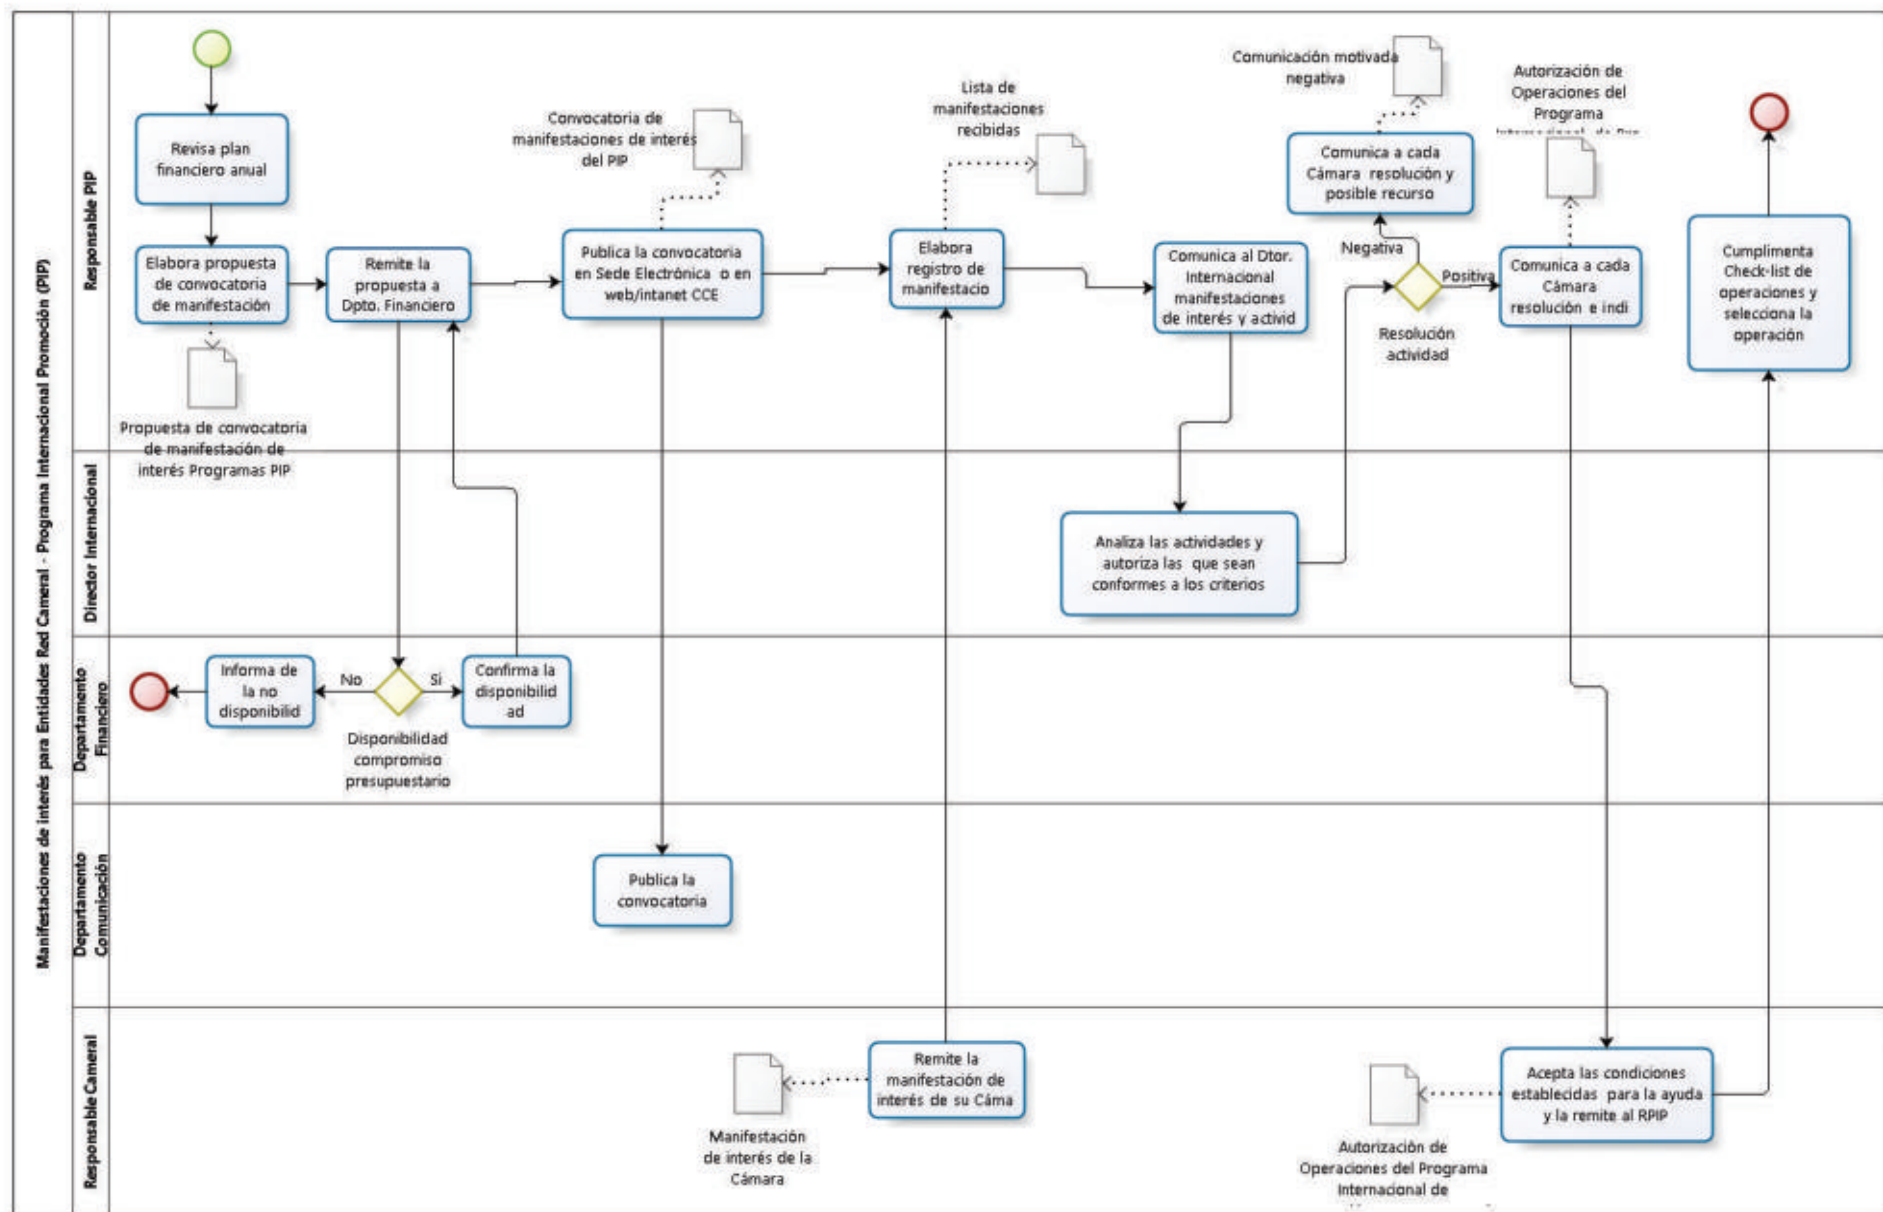 Manifestaciones de interés para Entidades Red Cameral - Programa Internacional Promoción (PIP)
Responsable PIP
Revisa plan
financiero anual
Elabora propuesta
de convocatoria
de manifestación
Propuesta de convocatoria
de manifestación de
interés Programas PIP
Remite la
propuesta a
Dpto. Financiero
Convocatoria de
manifestaciones de interés
del PIP
Publica la convocatoria
en Sede Electrónica o en
web/intanet CCE
Lista de
manifestaciones
recibidas
Elabora
registro de
manifestacio
Comunica al Dtor.
Internacional
manifestaciones
de interés y activid
Comunicación motivada
negativa
Comunica a cada
Cámara resolución y
posible recurso
Negativa
Positiva
Resolución
actividad
Autorización de
Operaciones del
Programa
Comunica a cada
Cámara
resolución e indi
Cumplimenta
Check-list de
operaciones y
selecciona la
operación
Director Internacional
Analiza las actividades y
autoriza las que sean
conformes a los criterios
Departamento
Financiero
Informa de
la no
disponibilid
No
Si
Confirma la
disponibilid
ad
Disponibilidad
compromiso
presupuestario
Departamento
Comunicación
Publica la
convocatoria
Responsable Cameral
Remite la
manifestación de
interés de su Cáma
Manifestación
de interés de la
Cámara
Acepta las condiciones
establecidas para la ayuda
y la remite al RPIP
Autorización de
Operaciones del Programa
Internacional de